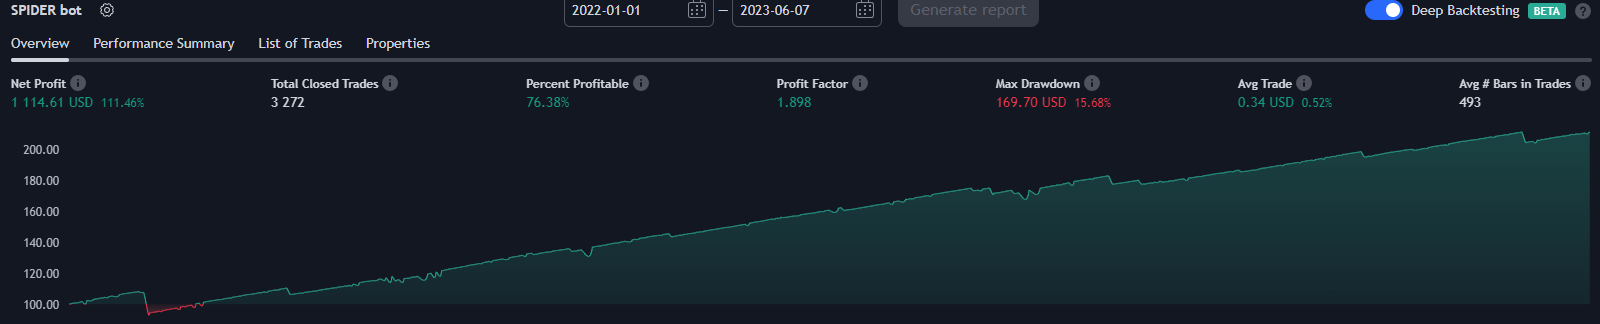 SPIDER bot 2022-01-01 — 2023-06-07 Generate report Deep Backtesting BETA ?
Overview Performance Summary List of Trades Properties
Net Profit Total Closed Trades Percent Profitable Profit Factor Max Drawdown Avg Trade Avg # Bars in Trades
1 114.61 USD 111.46% 3 272 76.38% 1.898 169.70 USD 15.68% 0.34 USD 0.52% 493
200.00
180.00
160.00
140.00
120.00
100.00